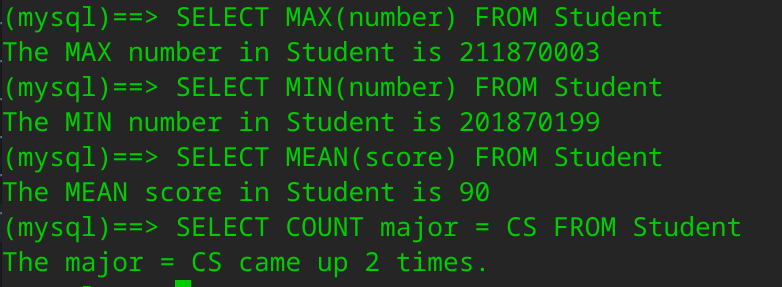 (mysql)==> SELECT MAX(number) FROM Student
The MAX number in Student is 211870003
(mysql)==> SELECT MIN(number) FROM Student
The MIN number in Student is 201870199
(mysql)==> SELECT MEAN(score) FROM Student
The MEAN score in Student is 90
(mysql)==> SELECT COUNT major = CS FROM Student
The major = CS came up 2 times.